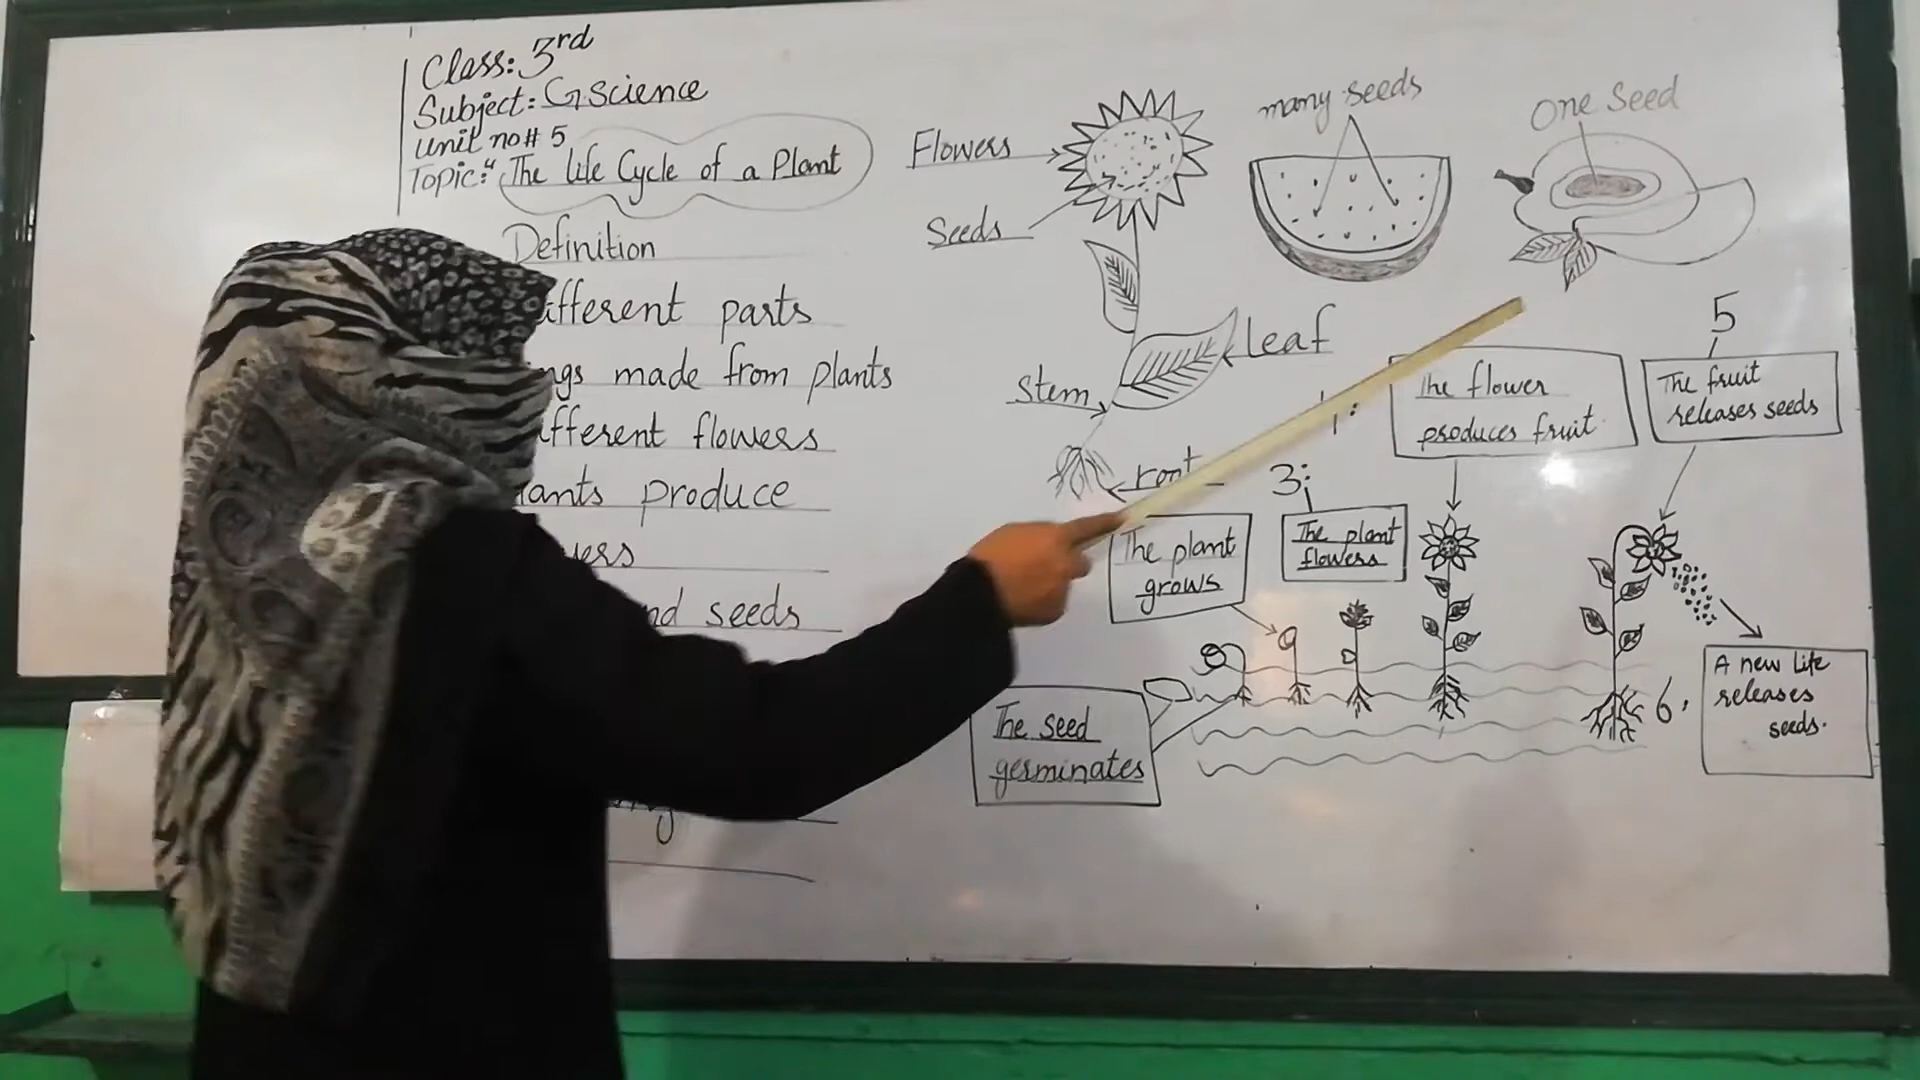 Class: 3rd
Subject: G.science
Unit no# 5
Topic:" The life Cycle of a Plant
Definition
parts
made from plants
flowers
produce
seeds
Flowers
Seeds
many seeds
One Seed
Leaf
Stem
root
The plant
grows
3:
The plant
flowers
The flower
produces fruit.
5
The fruit
releases seeds
The seed
germinates
6.
A new life
releases
seeds.